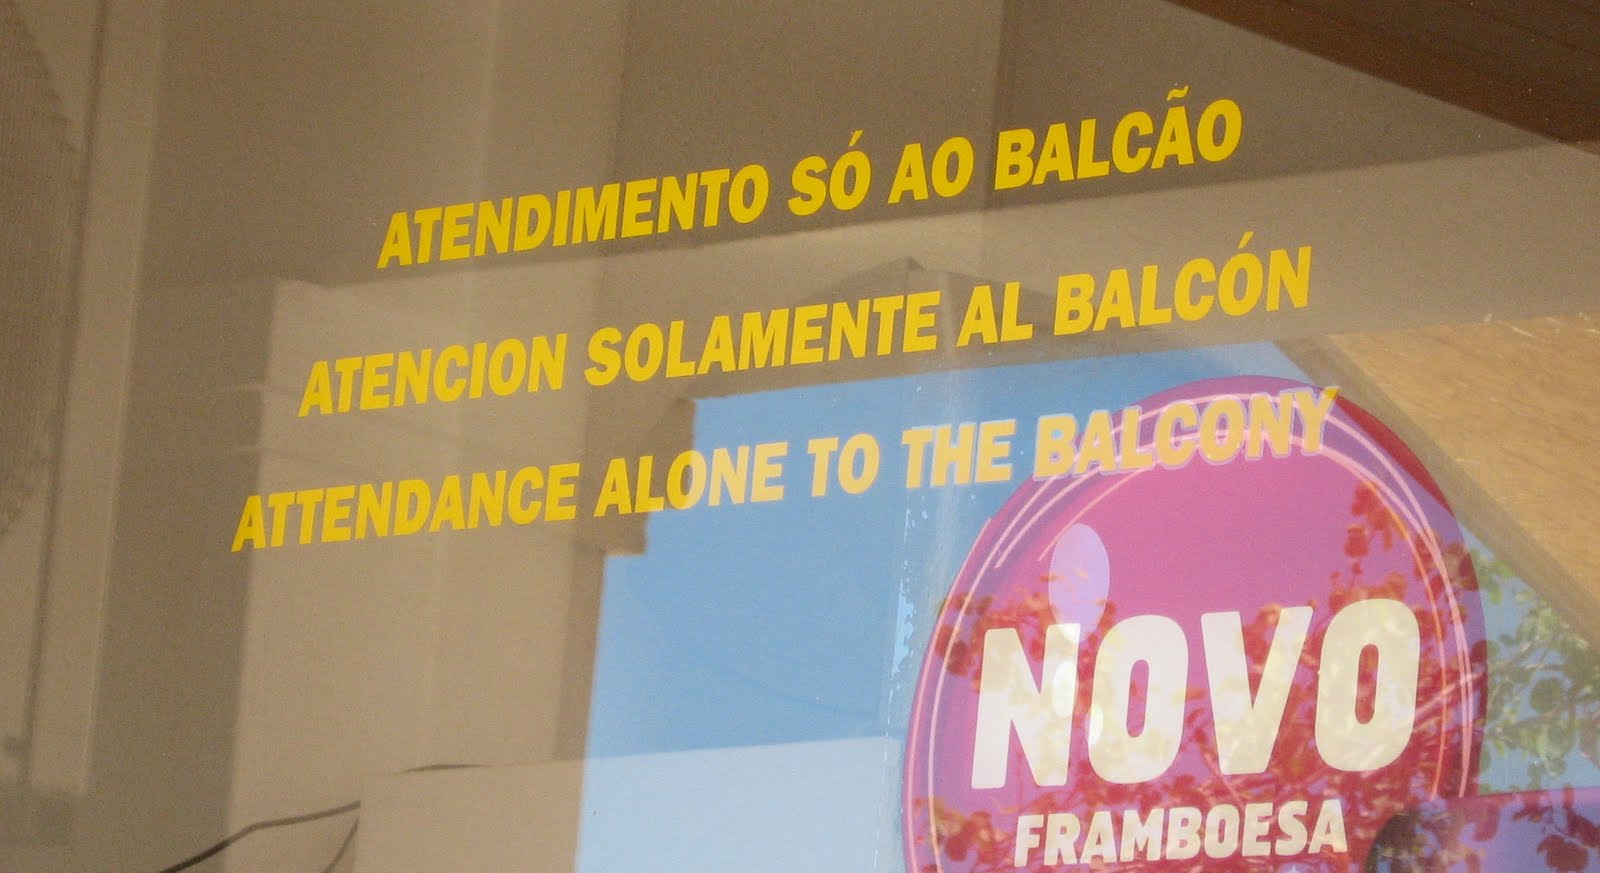 ATENDIMENTO SÓ AO BALCÃO
ATENCION SOLAMENTE AL BALCÓN
ATTENDANCE ALONE TO THE BALCONY
NOVO
FRAMBOESA